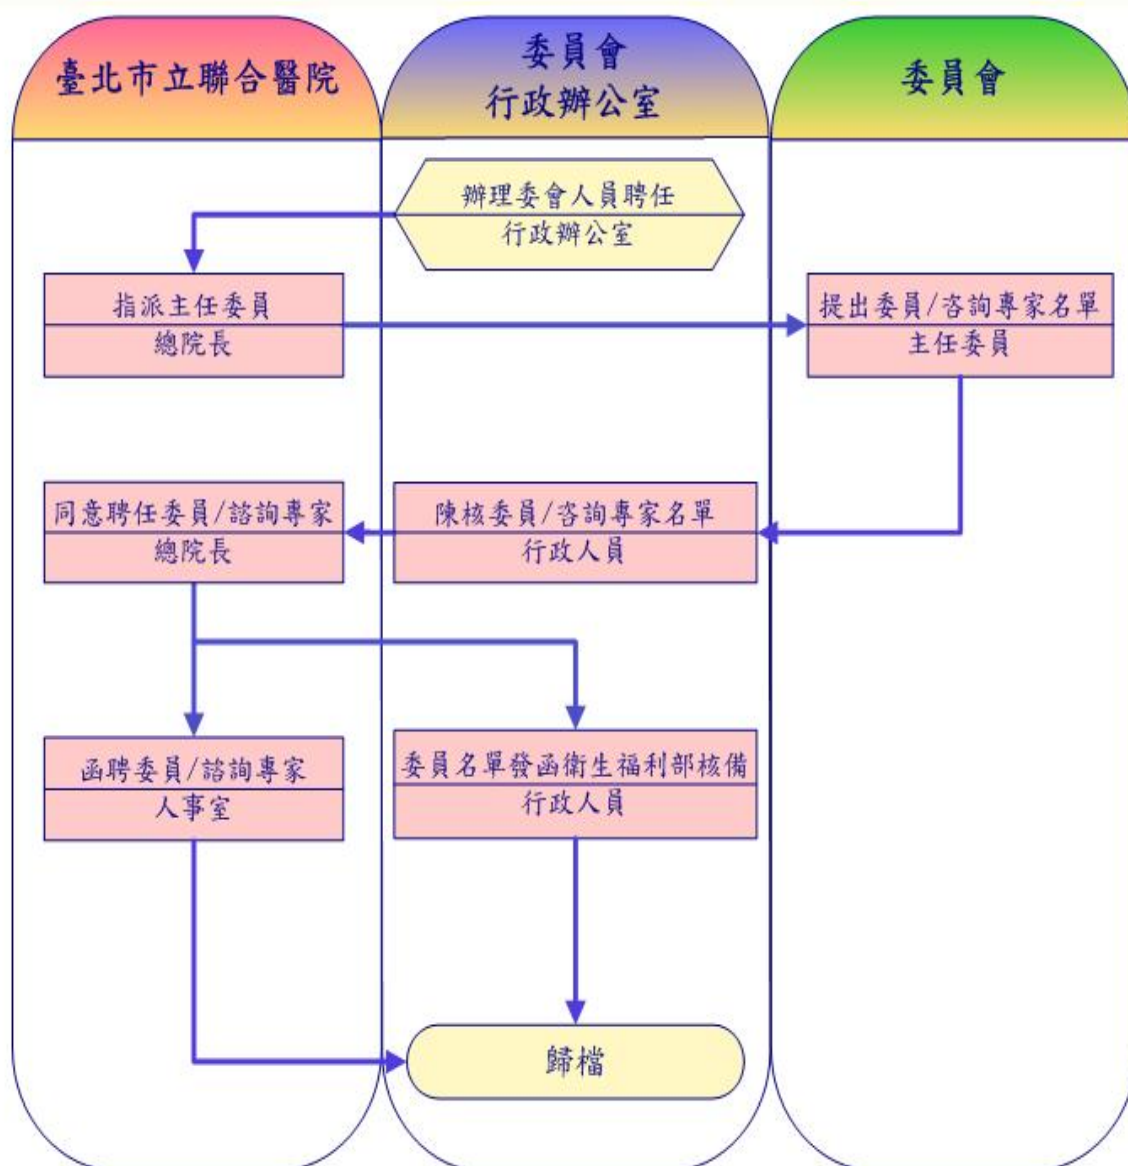 臺北市立聯合醫院
委員會
行政辦公室
委員會
辦理委會人員聘任
行政辦公室
指派主任委員
總院長
提出委員/咨詢專家名單
主任委員
同意聘任委員/諮詢專家
總院長
陳核委員/咨詢專家名單
行政人員
函聘委員/諮詢專家
人事室
委員名單發函衛生福利部核備
行政人員
歸檔